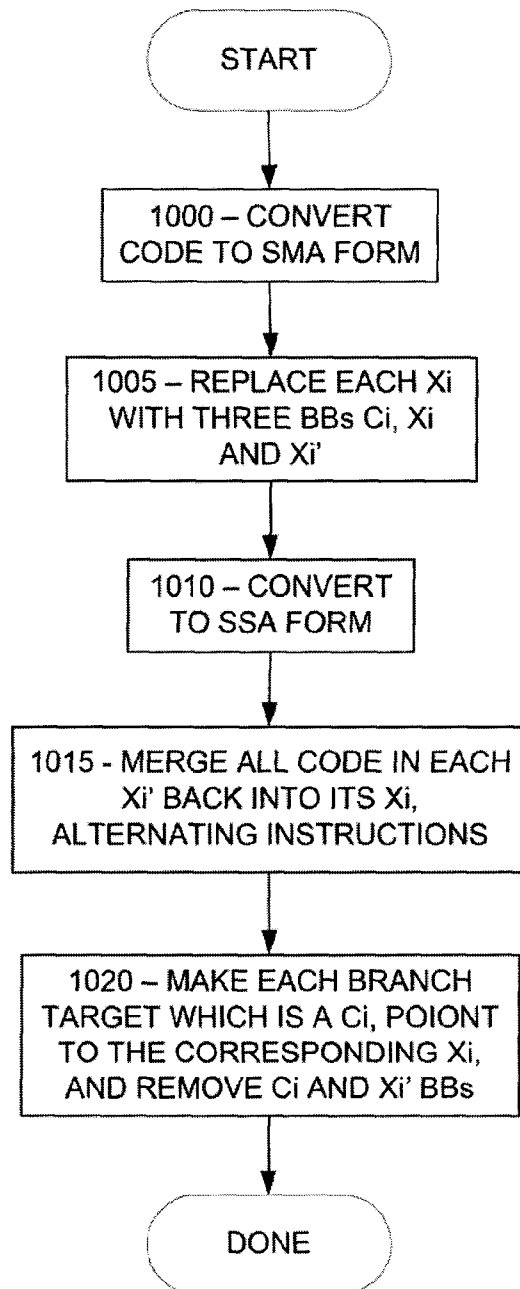 START
1000 – CONVERT
CODE TO SMA FORM
1005 – REPLACE EACH Xi
WITH THREE BBs Ci, Xi
AND Xi'
1010 – CONVERT
TO SSA FORM
1015 - MERGE ALL CODE IN EACH
Xi' BACK INTO ITS Xi,
ALTERNATING INSTRUCTIONS
1020 – MAKE EACH BRANCH
TARGET WHICH IS A Ci, POIONT
TO THE CORRESPONDING Xi,
AND REMOVE Ci AND Xi' BBs
DONE